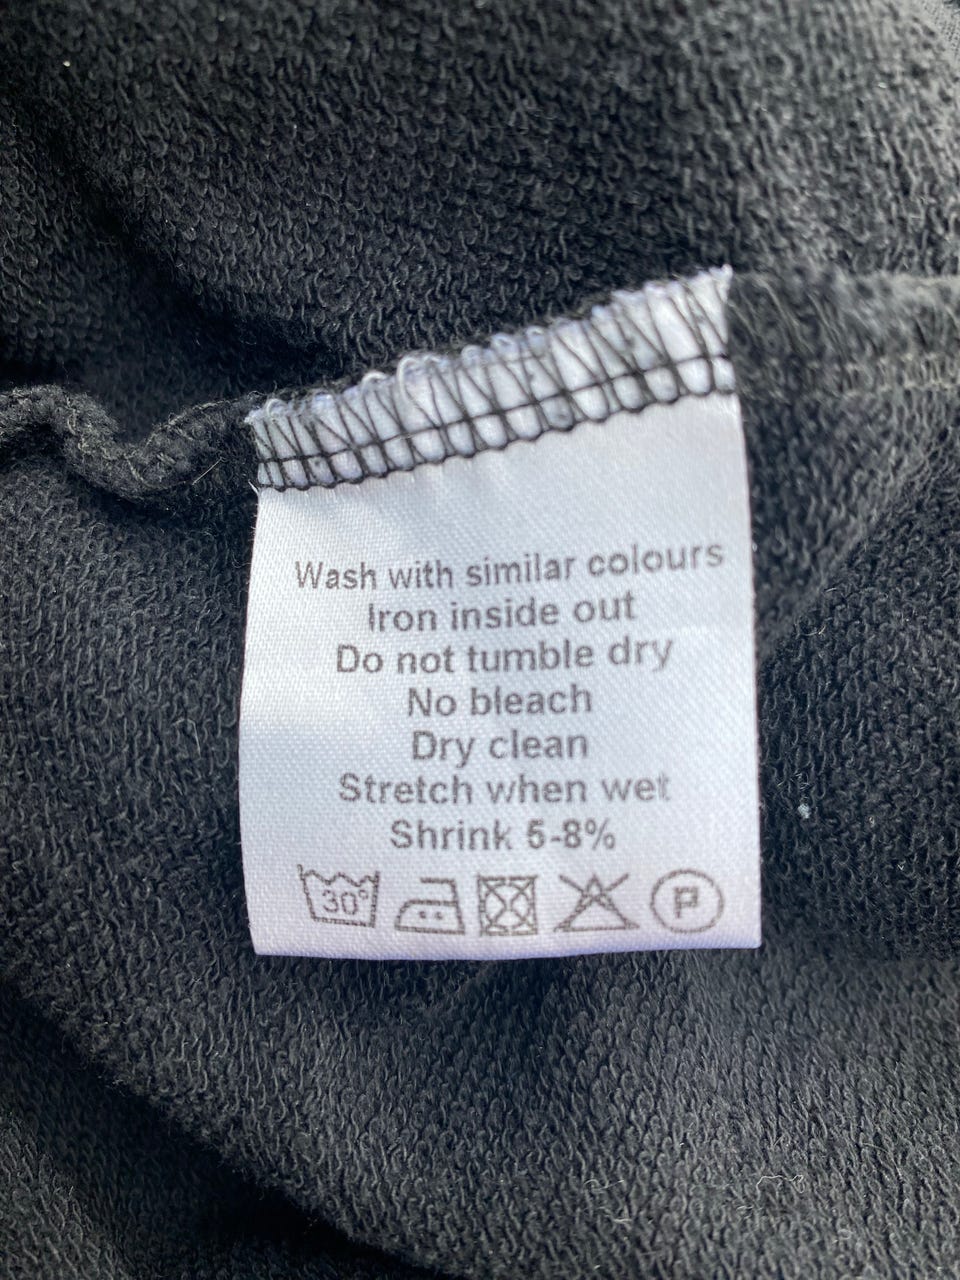 Wash with similar colours
Iron inside out
Do not tumble dry
No bleach
Dry clean
Stretch when wet
Shrink 5-8%
30° P